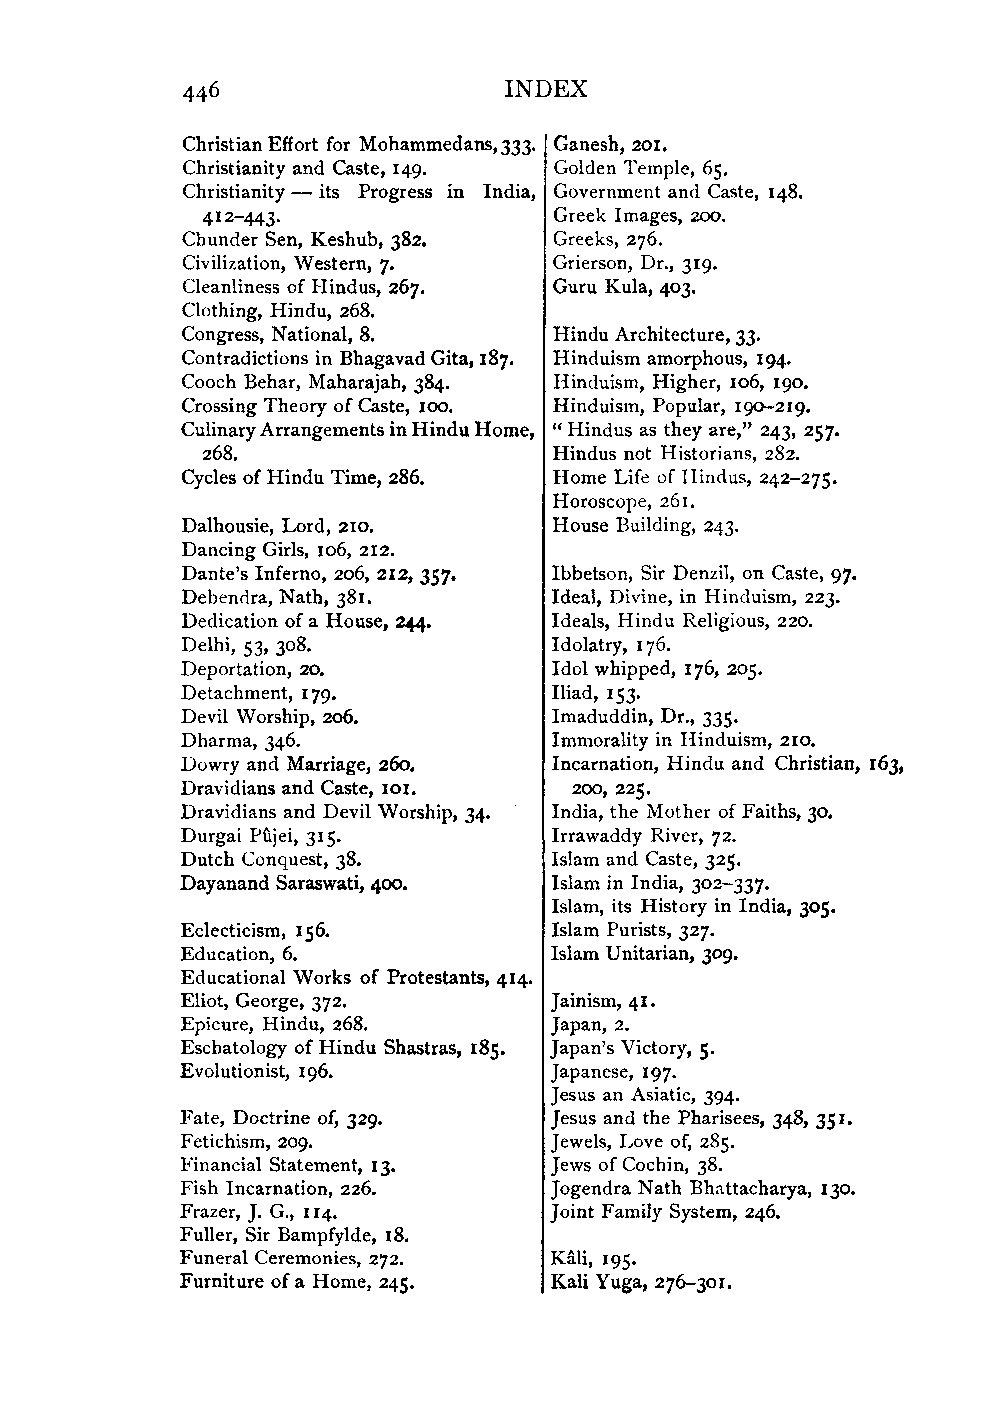 446
INDEX
Christian Effort for Mohammedans, 333.
Christianity and Caste, 149.
Christianity — its Progress in India,
412–443.
Chunder Sen, Keshub, 382.
Civilization, Western, 7.
Cleanliness of Hindus, 267.
Clothing, Hindu, 268.
Congress, National, 8.
Contradictions in Bhagavad Gita, 187.
Cooch Behar, Maharajah, 384.
Crossing Theory of Caste, 100.
Culinary Arrangements in Hindu Home,
268.
Cycles of Hindu Time, 286.
Dalhousie, Lord, 210.
Dancing Girls, 106, 212.
Dante's Inferno, 206, 212, 357.
Debendra, Nath, 381.
Dedication of a House, 244.
Delhi, 53, 308.
Deportation, 20.
Detachment, 179.
Devil Worship, 206.
Dharma, 346.
Dowry and Marriage, 260.
Dravidians and Caste, 101.
Dravidians and Devil Worship, 34.
Durgai Pûjei, 315.
Dutch Conquest, 38.
Dayanand Saraswati, 400.
Eclecticism, 156.
Education, 6.
Educational Works of Protestants, 414.
Eliot, George, 372.
Epicure, Hindu, 268.
Eschatology of Hindu Shastras, 185.
Evolutionist, 196.
Fate, Doctrine of, 329.
Fetichism, 209.
Financial Statement, 13.
Fish Incarnation, 226.
Frazer, J. G., 114.
Fuller, Sir Bampfylde, 18.
Funeral Ceremonies, 272.
Furniture of a Home, 245.
Ganesh, 201.
Golden Temple, 65.
Government and Caste, 148.
Greek Images, 200.
Greeks, 276.
Grierson, Dr., 319.
Guru Kula, 403.
Hindu Architecture, 33.
Hinduism amorphous, 194.
Hinduism, Higher, 106, 190.
Hinduism, Popular, 190–219.
"Hindus as they are," 243, 257.
Hindus not Historians, 282.
Home Life of Hindus, 242–275.
Horoscope, 261.
House Building, 243.
Ibbetson, Sir Denzil, on Caste, 97.
Ideal, Divine, in Hinduism, 223.
Ideals, Hindu Religious, 220.
Idolatry, 176.
Idol whipped, 176, 205.
Iliad, 153.
Imaduddin, Dr., 335.
Immorality in Hinduism, 210.
Incarnation, Hindu and Christian, 163,
200, 225.
India, the Mother of Faiths, 30.
Irrawaddy River, 72.
Islam and Caste, 325.
Islam in India, 302–337.
Islam, its History in India, 305.
Islam Purists, 327.
Islam Unitarian, 309.
Jainism, 41.
Japan, 2.
Japan's Victory, 5.
Japanese, 197.
Jesus an Asiatic, 394.
Jesus and the Pharisees, 348, 351.
Jewels, Love of, 285.
Jews of Cochin, 38.
Jogendra Nath Bhattacharya, 130.
Joint Family System, 246.
Kâli, 195.
Kali Yuga, 276–301.